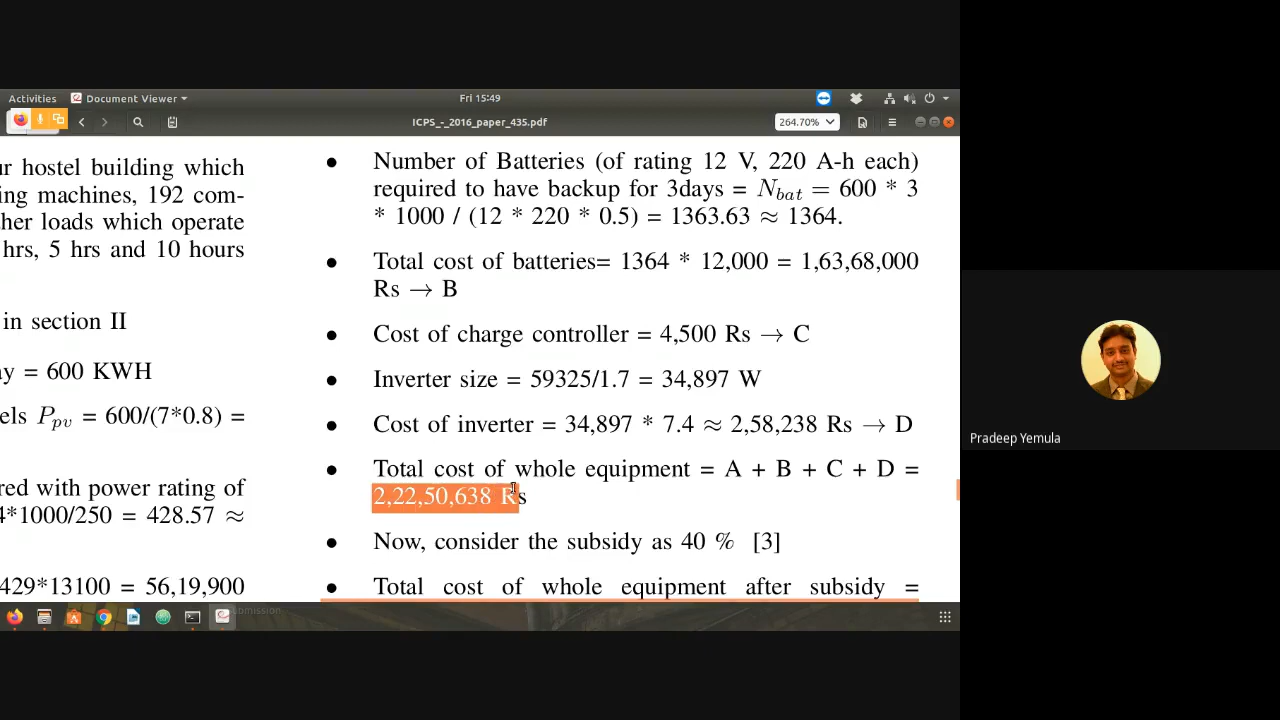 Activities
Document Viewer
Fri 15:49
ICPS_-_2016_paper_435.pdf
264.70%
ur hostel building which
ing machines, 192 com-
her loads which operate
hrs, 5 hrs and 10 hours
in section II
ay = 600 KWH
els Ppv = 600/(7*0.8) =
red with power rating of
4*1000/250 = 428.57 ≈
429*13100 = 56,19,900
● Number of Batteries (of rating 12 V, 220 A-h each)
required to have backup for 3days = Nbat = 600 * 3
* 1000 / (12 * 220 * 0.5) = 1363.63 ≈ 1364.
● Total cost of batteries= 1364 * 12,000 = 1,63,68,000
Rs → B
● Cost of charge controller = 4,500 Rs → C
● Inverter size = 59325/1.7 = 34,897 W
● Cost of inverter = 34,897 * 7.4 ≈ 2,58,238 Rs → D
● Total cost of whole equipment = A + B + C + D =
2,22,50,638 Rs
● Now, consider the subsidy as 40 % [3]
● Total cost of whole equipment after subsidy =
Pradeep Yemula